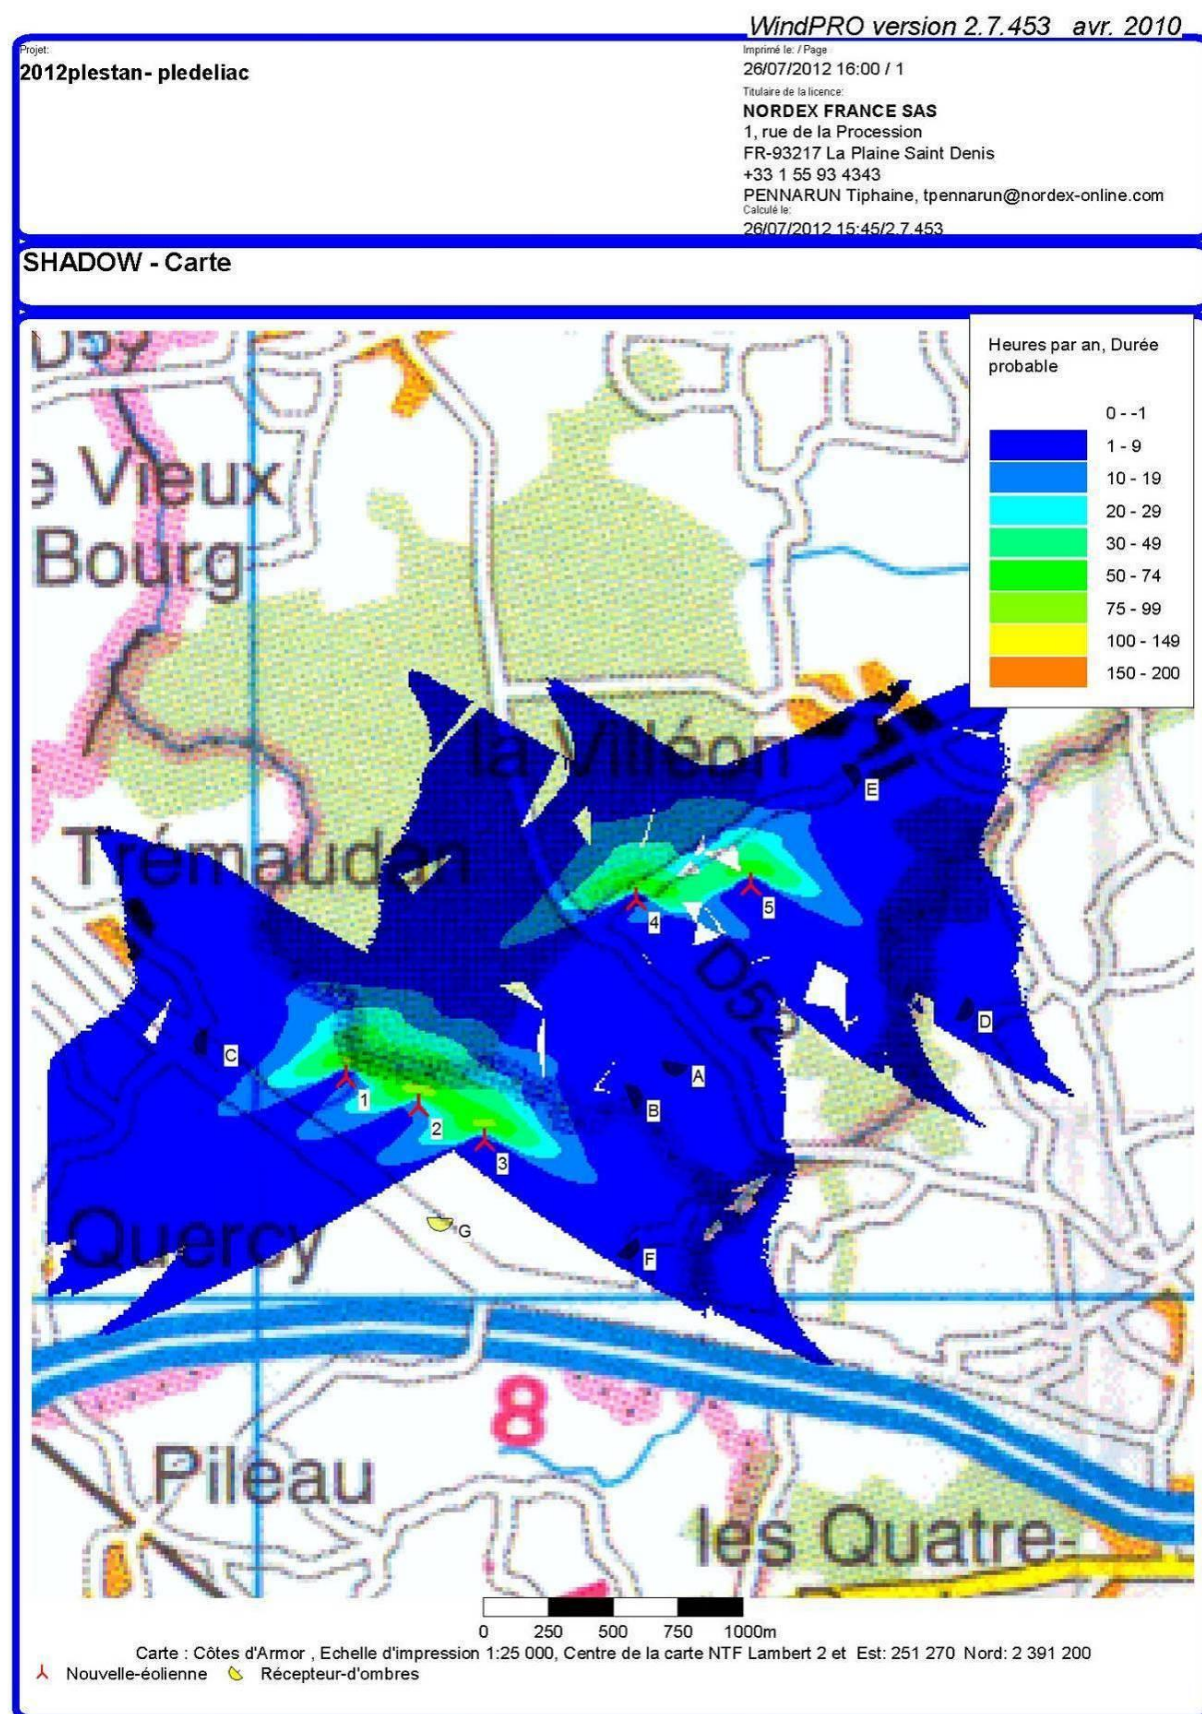 WindPRO version 2.7.453 avr. 2010
Projet:
2012plestan- pledeliac
Imprimé le: / Page
26/07/2012 16:00 / 1
Titulaire de la licence:
NORDEX FRANCE SAS
1, rue de la Procession
FR-93217 La Plaine Saint Denis
+33 1 55 93 4343
PENNARUN Tiphaine, tpennarun@nordex-online.com
Calculé le:
26/07/2012 15:45/2.7.453
SHADOW - Carte
Heures par an, Durée
probable
0 - -1
1 - 9
10 - 19
20 - 29
30 - 49
50 - 74
75 - 99
100 - 149
150 - 200
e Vieux
Bourg
la Villéon
E
Trémaudan
4
5
D52
D
C
A
1
B
2
3
Quercy
G
F
8
Pileau
les Quatre-
0 250 500 750 1000m
Carte : Côtes d'Armor , Echelle d'impression 1:25 000, Centre de la carte NTF Lambert 2 et Est: 251 270 Nord: 2 391 200
Nouvelle-éolienne Récepteur-d'ombres